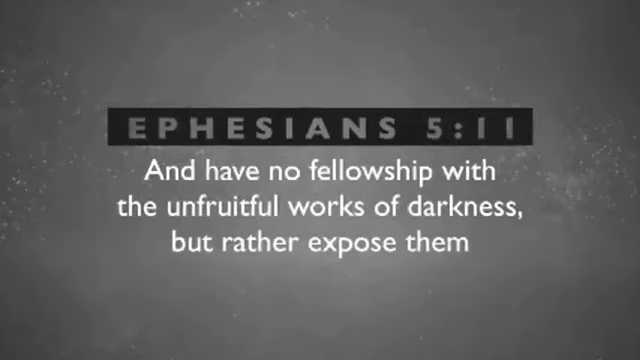 EPHESIANS 5:11
And have no fellowship with
the unfruitful works of darkness,
but rather expose them